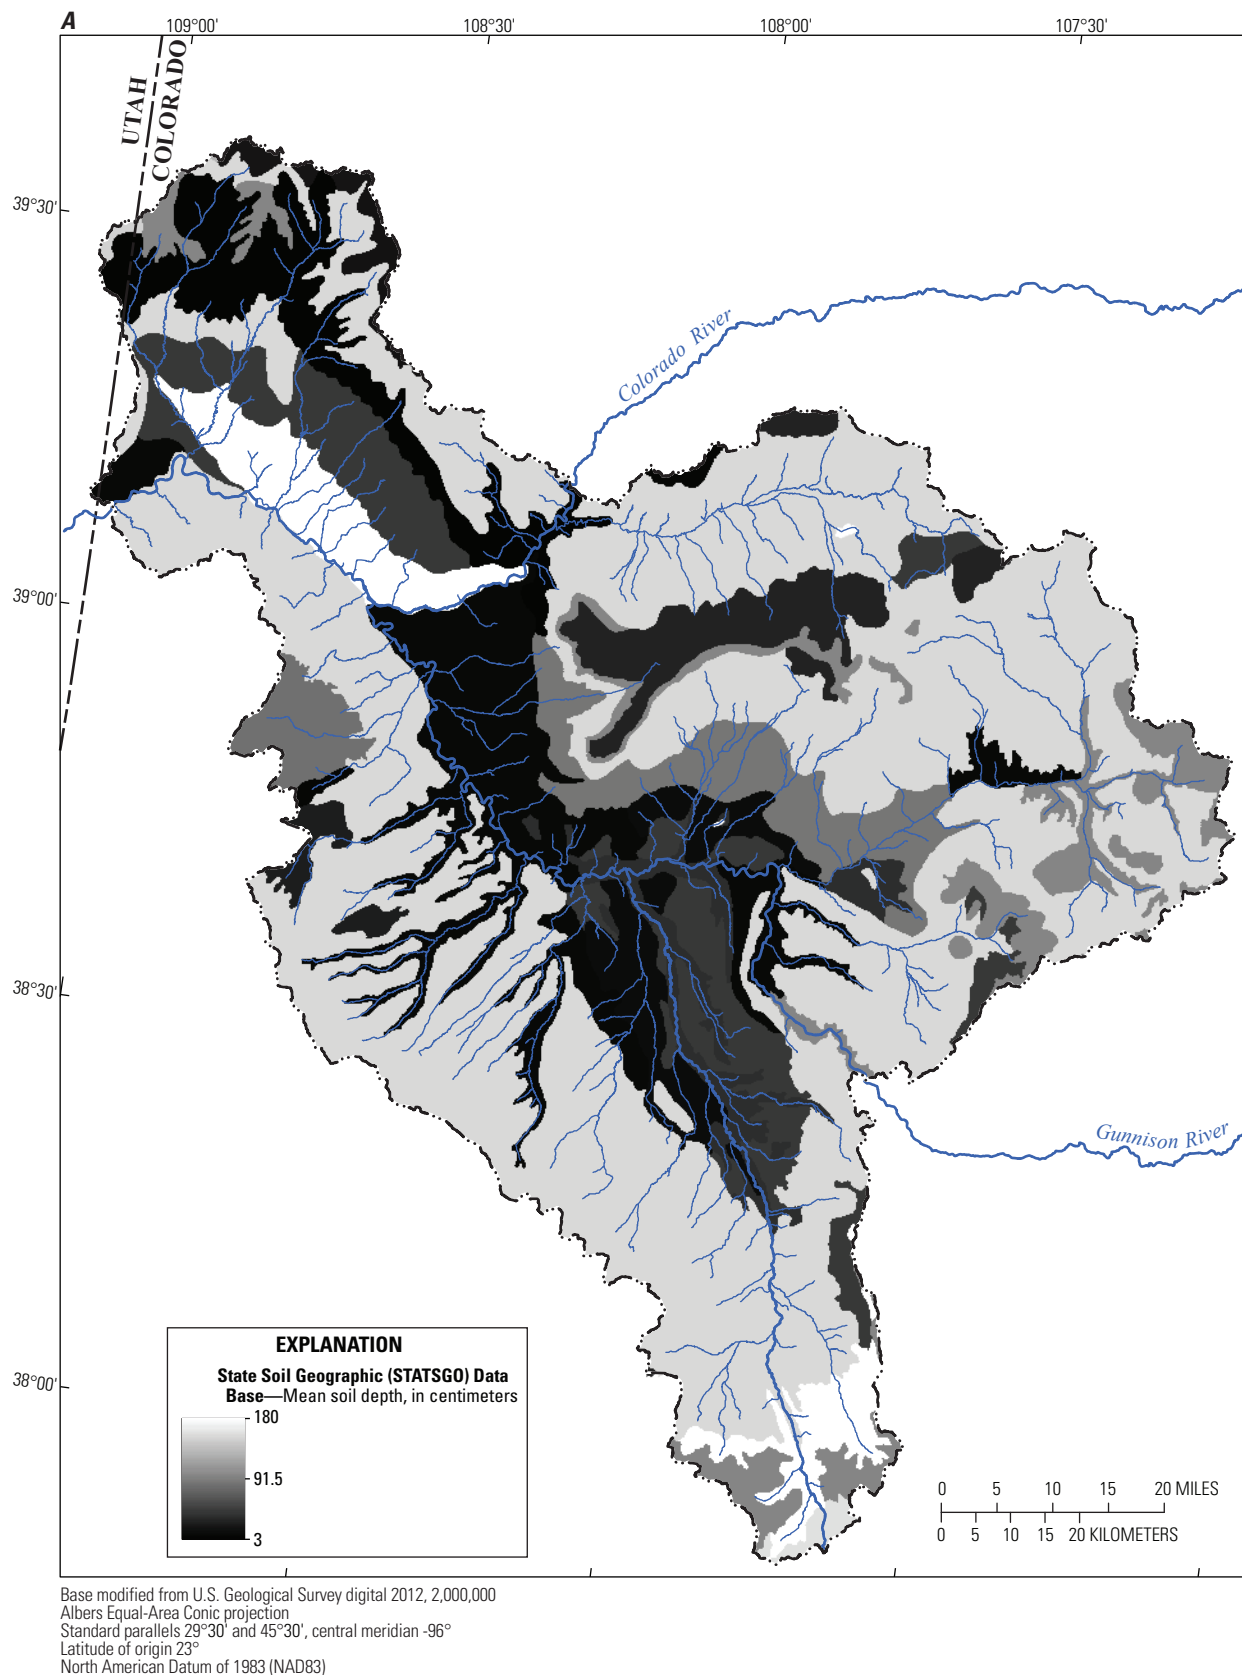 A
109°00'
108°30'
108°00'
107°30'
UTAH
COLORADO
39°30'
Colorado River
39°00'
38°30'
Gunnison River
38°00'
EXPLANATION
State Soil Geographic (STATSGO) Data
Base—Mean soil depth, in centimeters
180
91.5
3
0 5 10 15 20 MILES
0 5 10 15 20 KILOMETERS
Base modified from U.S. Geological Survey digital 2012, 2,000,000
Albers Equal-Area Conic projection
Standard parallels 29°30' and 45°30', central meridian -96°
Latitude of origin 23°
North American Datum of 1983 (NAD83)